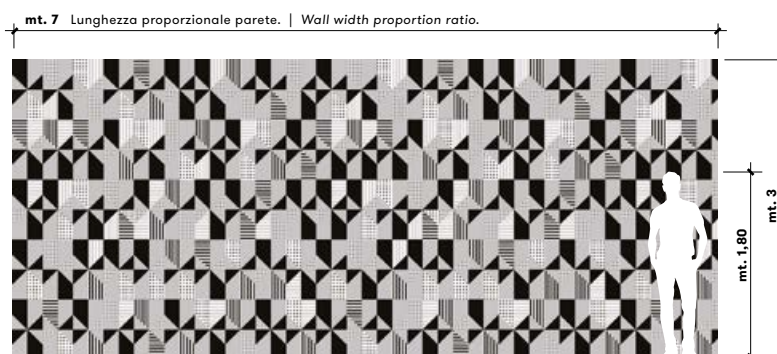 mt. 7 Lunghezza proporzionale parete. | Wall width proportion ratio.
mt. 1,80
mt. 3